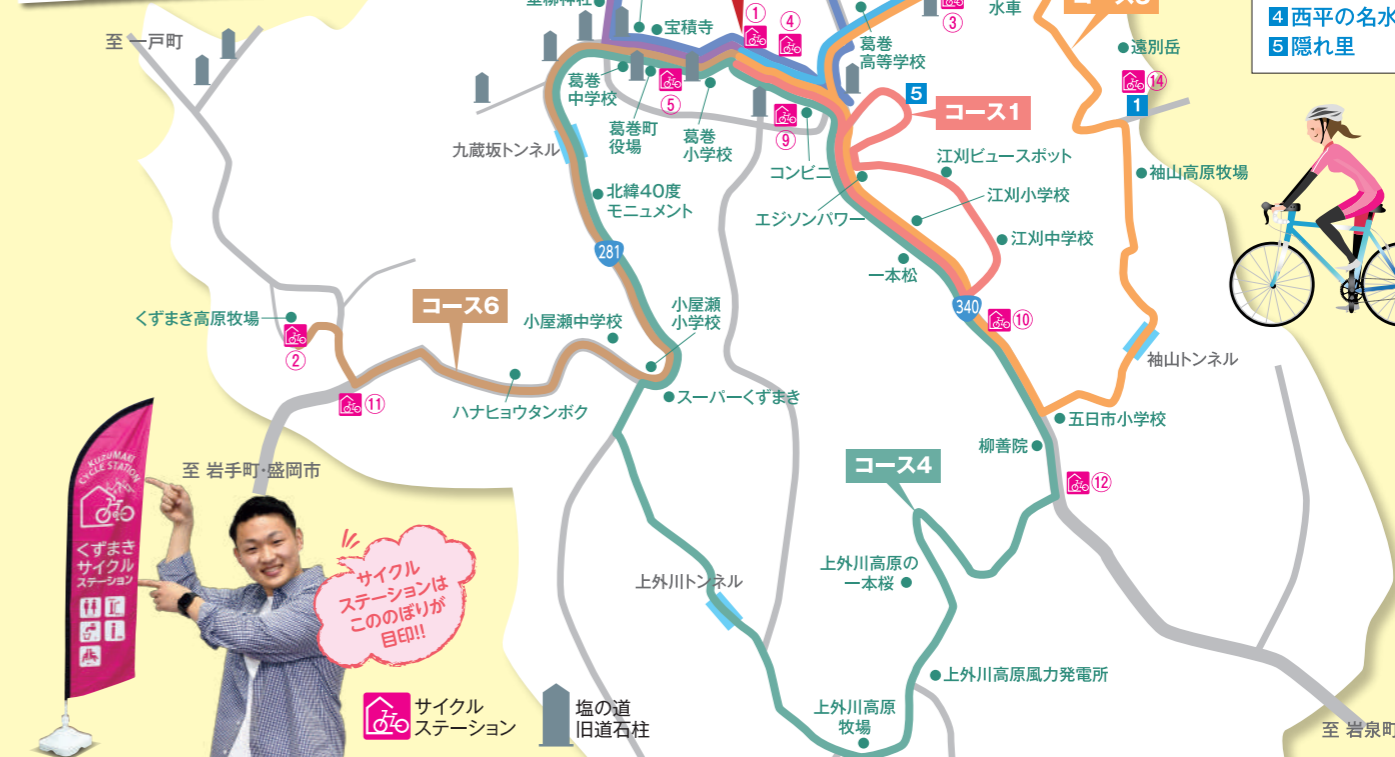 宝積寺
①
④
③
水車
4 西平の名水
5 隠れ里
至 一戸町
葛巻
高等学校
遠別岳
⑭
1
葛巻
中学校
⑤
葛巻町
役場
葛巻
小学校
⑨
コンビニ
5
コース1
九蔵坂トンネル
江刈ビュースポット
袖山高原牧場
北緯40度
モニュメント
エジソンパワー
江刈小学校
江刈中学校
281
一本松
くずまき高原牧場
②
コース6
小屋瀬中学校
小屋瀬
小学校
340
⑩
袖山トンネル
⑪
ハナヒョウタンボク
スーパーくずまき
五日市小学校
柳善院
至 岩手町・盛岡市
コース4
⑫
KUZUMAKI
CYCLE STATION
くずまき
サイクル
ステーション
サイクル
ステーションは
こののぼりが
目印!!
上外川トンネル
上外川高原の
一本桜
上外川高原風力発電所
上外川高原
牧場
サイクル
ステーション
塩の道
旧道石柱
至 岩泉町